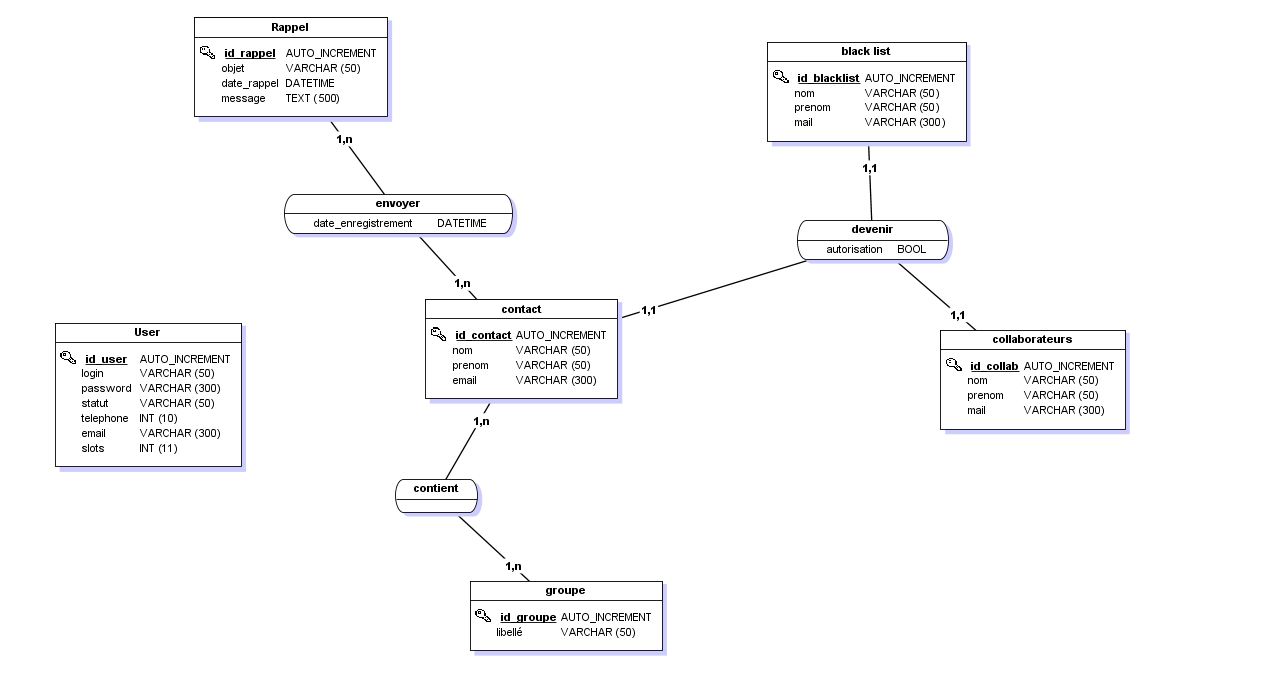 Rappel
id_rappel AUTO_INCREMENT
objet VARCHAR (50)
date_rappel DATETIME
message TEXT (500)
black list
id_blacklist AUTO_INCREMENT
nom VARCHAR (50)
prenom VARCHAR (50)
mail VARCHAR (300)
1,n
1,1
envoyer
date_enregistrement DATETIME
devenir
autorisation BOOL
1,n
1,1
1,1
contact
id_contact AUTO_INCREMENT
nom VARCHAR (50)
prenom VARCHAR (50)
email VARCHAR (300)
User
id_user AUTO_INCREMENT
login VARCHAR (50)
password VARCHAR (300)
statut VARCHAR (50)
telephone INT (10)
email VARCHAR (300)
slots INT (11)
collaborateurs
id_collab AUTO_INCREMENT
nom VARCHAR (50)
prenom VARCHAR (50)
mail VARCHAR (300)
1,n
contient
1,n
groupe
id_groupe AUTO_INCREMENT
libellé VARCHAR (50)